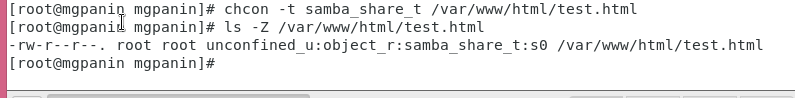 [root@mgpanin mgpanin]# chcon -t samba_share_t /var/www/html/test.html
[root@mgpanin mgpanin]# ls -Z /var/www/html/test.html
-rw-r--r--. root root unconfined_u:object_r:samba_share_t:s0 /var/www/html/test.html
[root@mgpanin mgpanin]#